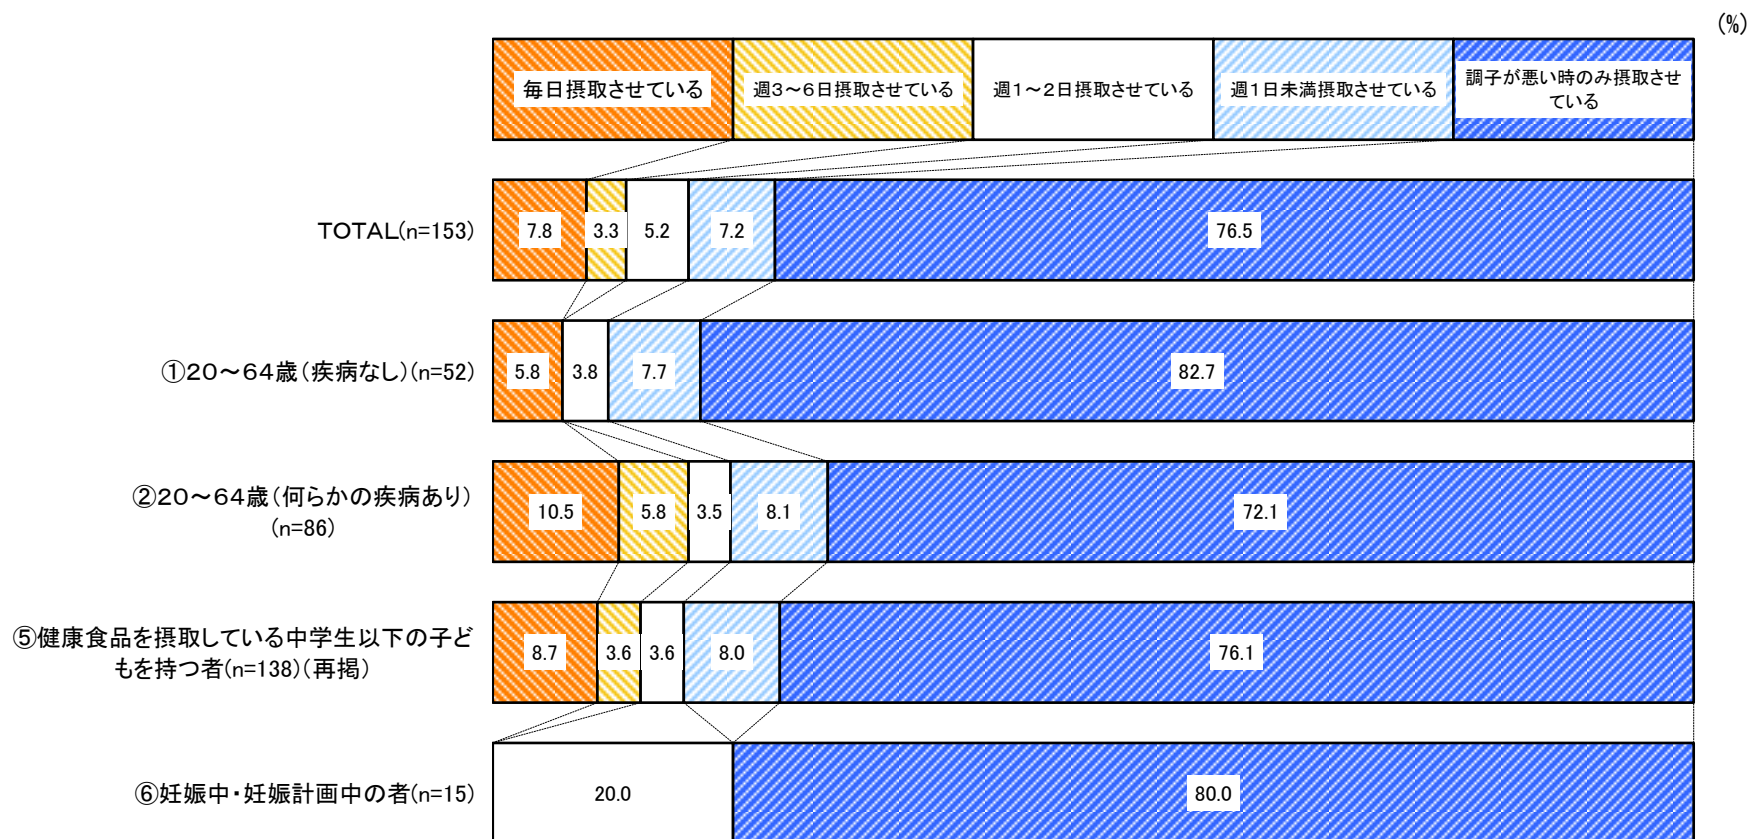 (%)
毎日摂取させている 週3～6日摂取させている 週1～2日摂取させている 週1日未満摂取させている 調子が悪い時のみ摂取させ
ている
TOTAL(n=153) 7.8 3.3 5.2 7.2 76.5
①20～64歳(疾病なし)(n=52) 5.8 3.8 7.7 82.7
②20～64歳(何らかの疾病あり)
(n=86) 10.5 5.8 3.5 8.1 72.1
⑤健康食品を摂取している中学生以下の子ど
もを持つ者(n=138)(再掲) 8.7 3.6 3.6 8.0 76.1
⑥妊娠中・妊娠計画中の者(n=15) 20.0 80.0